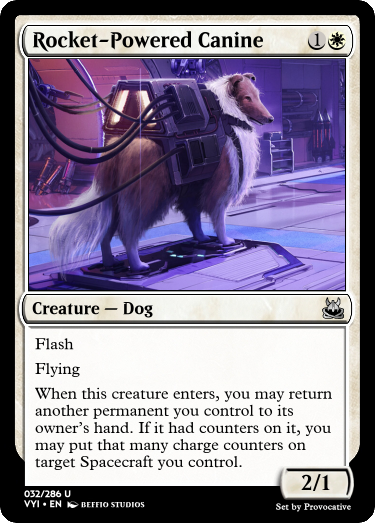 Rocket-Powered Canine 1
Creature — Dog
Flash
Flying
When this creature enters, you may return
another permanent you control to its
owner's hand. If it had counters on it, you
may put that many charge counters on
target Spacecraft you control.
2/1
032/286 U
VYI • EN BEFFIO STUDIOS
Set by Provocative